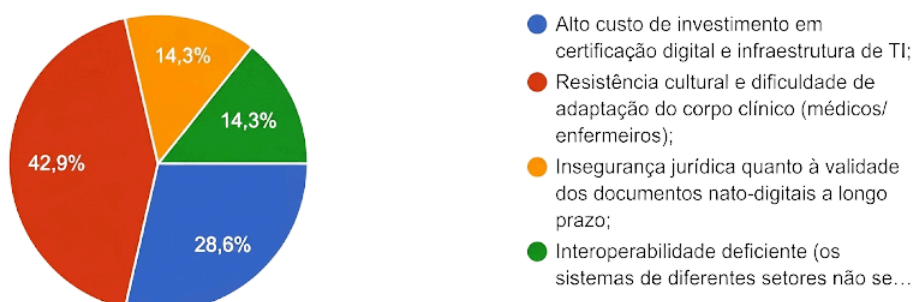 14,3%
14,3%
42,9%
28,6%
Alto custo de investimento em
certificação digital e infraestrutura de TI;
Resistência cultural e dificuldade de
adaptação do corpo clínico (médicos/
enfermeiros);
Insegurança jurídica quanto à validade
dos documentos nato-digitais a longo
prazo;
Interoperabilidade deficiente (os
sistemas de diferentes setores não se…